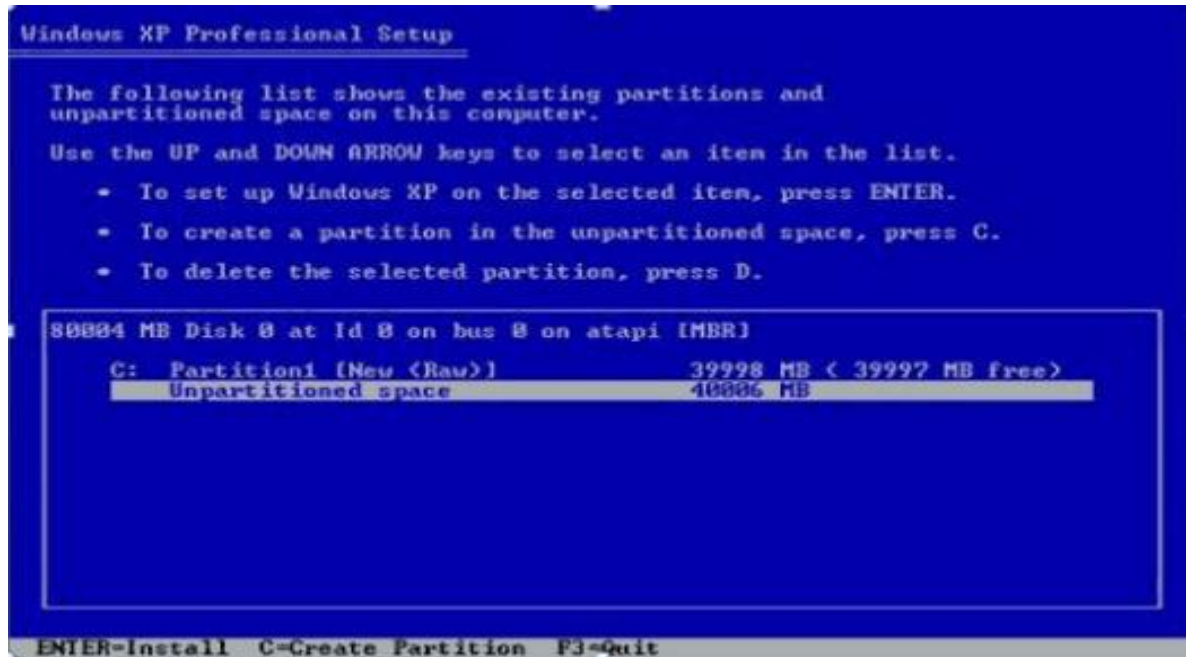 Windows XP Professional Setup
The following list shows the existing partitions and
unpartitioned space on this computer.
Use the UP and DOWN ARROW keys to select an item in the list.
• To set up Windows XP on the selected item, press ENTER.
• To create a partition in the unpartitioned space, press C.
• To delete the selected partition, press D.
80004 MB Disk 0 at Id 0 on bus 0 on atapi [MBR]
C: Partition1 [New (Raw)] 39998 MB ( 39997 MB free)
Unpartitioned space 40006 MB
ENTER=Install C=Create Partition F3=Quit